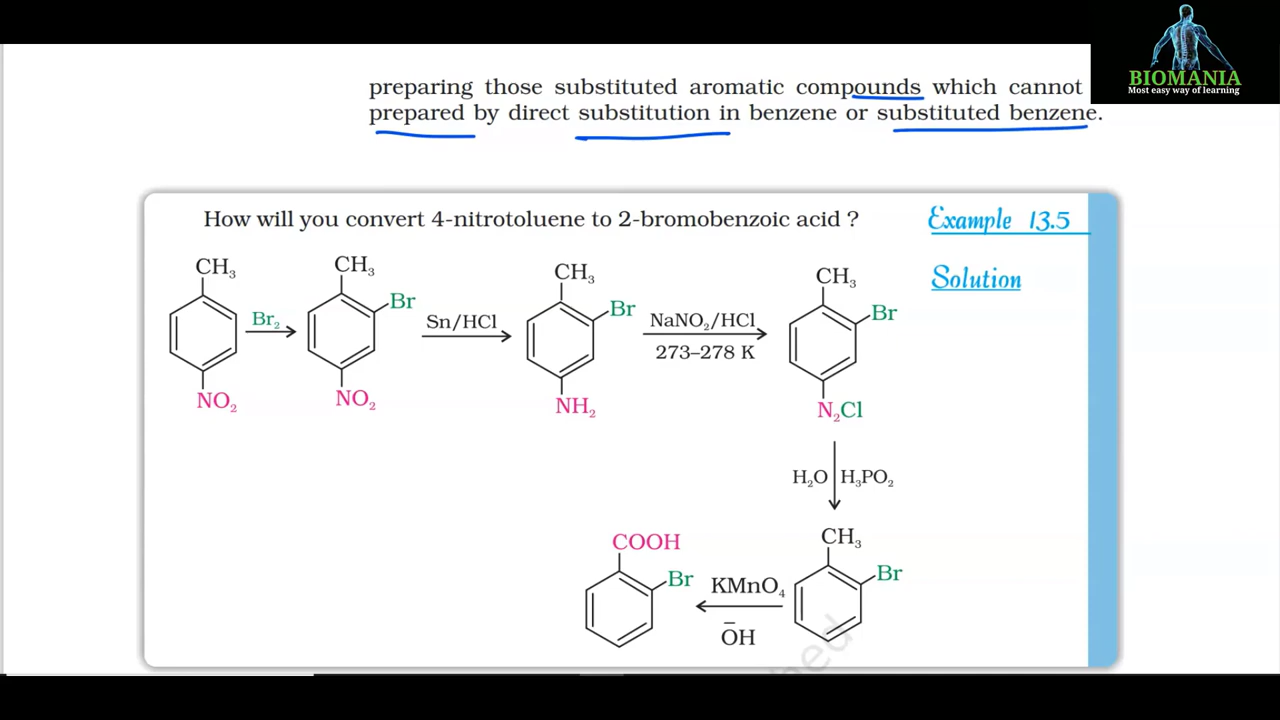 BIOMANIA
Most easy way of learning
preparing those substituted aromatic compounds which cannot
prepared by direct substitution in benzene or substituted benzene.
How will you convert 4-nitrotoluene to 2-bromobenzoic acid ?
Example 13.5
Solution
CH₃
NO₂
Br₂
CH₃
Br
NO₂
Sn/HCl
CH₃
Br
NH₂
NaNO₂/HCl
273–278 K
CH₃
Br
N₂Cl
H₂O H₃PO₂
CH₃
Br
KMnO₄
ŌH
COOH
Br